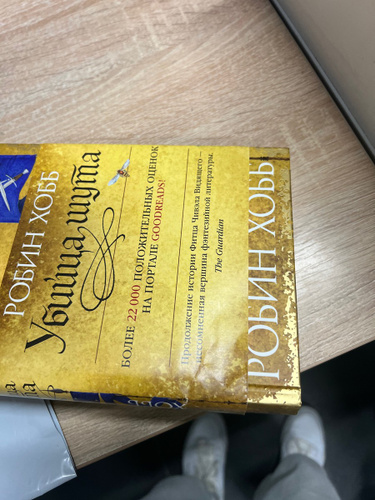 РОБИН ХОББ
Убийца шута
БОЛЕЕ 22 000 ПОЛОЖИТЕЛЬНЫХ ОЦЕНОК
НА ПОРТАЛЕ GOODREADS!
Продолжение истории Фитца Чивэла Видящего –
несомненная вершина фэнтезийной литературы.
The Guardian
РОБИН ХОББ